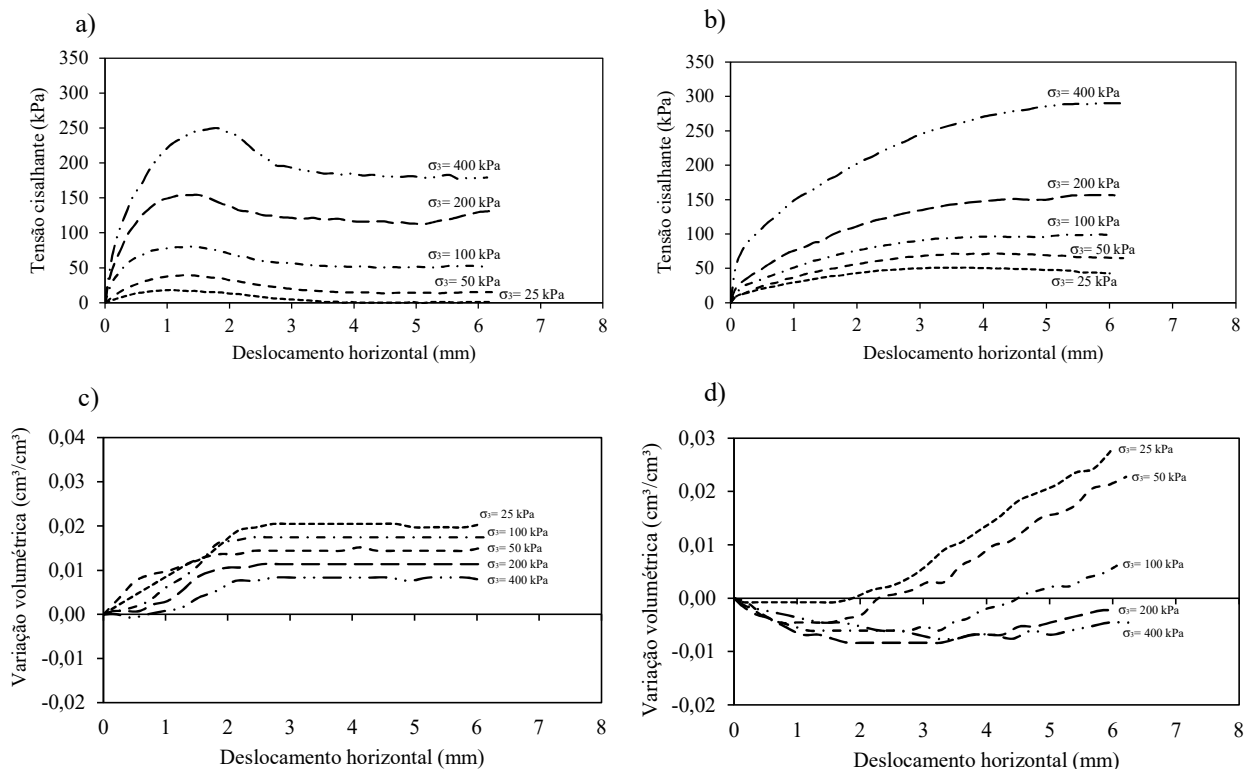 a)
350
300
250
200
150
100
50
0
Tensão cisalhante (kPa)
σ₃= 400 kPa
σ₃= 200 kPa
σ₃= 100 kPa
σ₃= 50 kPa
σ₃= 25 kPa
0 1 2 3 4 5 6 7 8
Deslocamento horizontal (mm)
b)
350
300
250
200
150
100
50
0
Tensão cisalhante (kPa)
σ₃= 400 kPa
σ₃= 200 kPa
σ₃= 100 kPa
σ₃= 50 kPa
σ₃= 25 kPa
0 1 2 3 4 5 6 7 8
Deslocamento horizontal (mm)
c)
0,04
0,03
0,02
0,01
0,00
-0,01
-0,02
Variação volumétrica (cm³/cm³)
σ₃= 25 kPa
σ₃= 100 kPa
σ₃= 50 kPa
σ₃= 200 kPa
σ₃= 400 kPa
0 1 2 3 4 5 6 7 8
Deslocamento horizontal (mm)
d)
0,03
0,02
0,01
0,00
-0,01
-0,02
Variação volumétrica (cm³/cm³)
σ₃= 25 kPa
σ₃= 50 kPa
σ₃= 100 kPa
σ₃= 200 kPa
σ₃= 400 kPa
0 1 2 3 4 5 6 7 8
Deslocamento horizontal (mm)